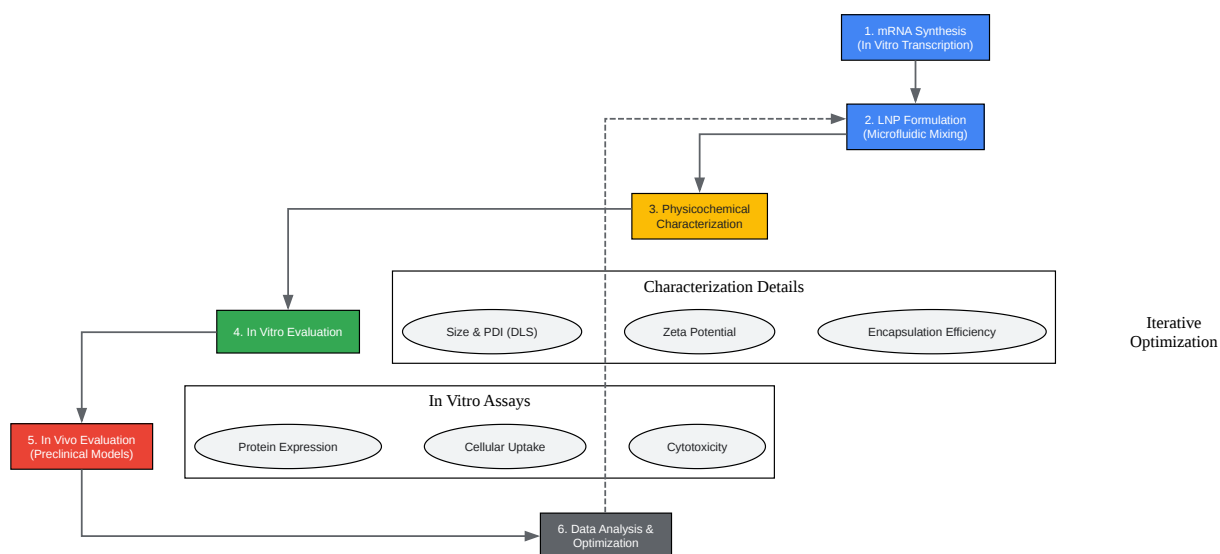 1. mRNA Synthesis
(In Vitro Transcription)
2. LNP Formulation
(Microfluidic Mixing)
3. Physicochemical
Characterization
Characterization Details
Size & PDI (DLS)
Zeta Potential
Encapsulation Efficiency
4. In Vitro Evaluation
Iterative
Optimization
In Vitro Assays
Protein Expression
Cellular Uptake
Cytotoxicity
5. In Vivo Evaluation
(Preclinical Models)
6. Data Analysis &
Optimization